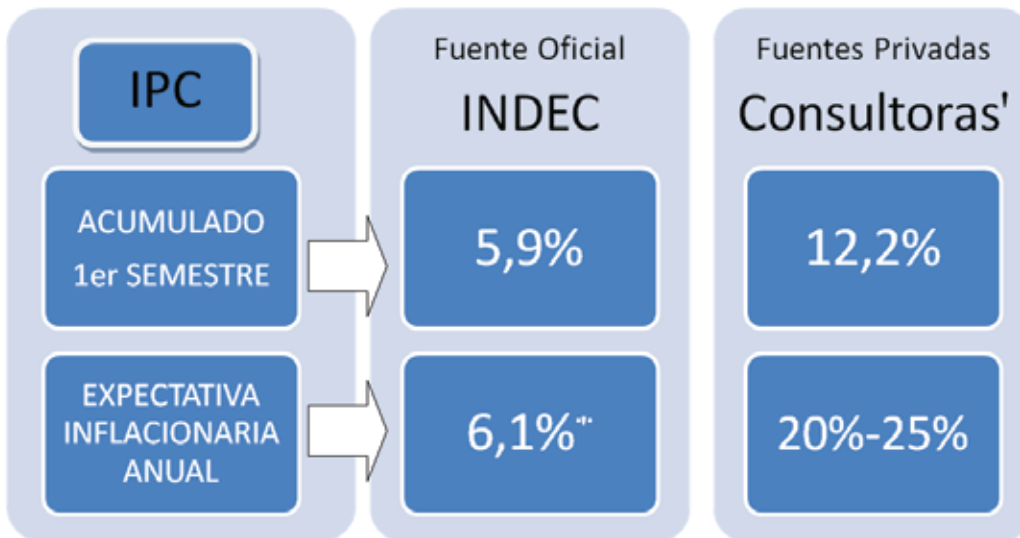 IPC
Fuente Oficial
INDEC
Fuentes Privadas
Consultoras'
ACUMULADO
1er SEMESTRE
5,9%
12,2%
EXPECTATIVA
INFLACIONARIA
ANUAL
6,1%**
20%-25%